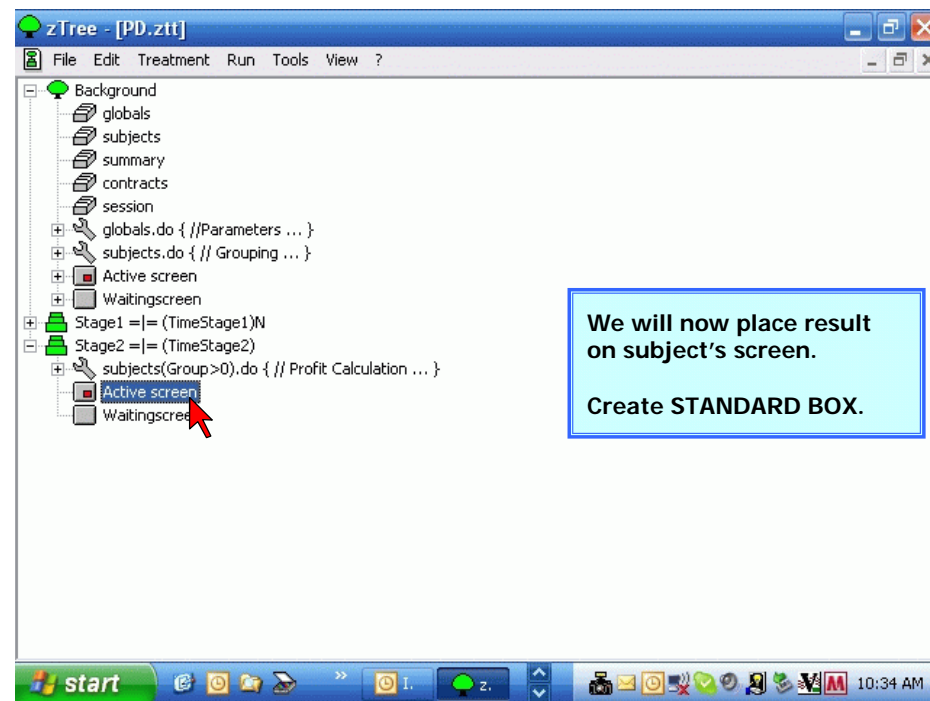 zTree - [PD.ztt]
File Edit Treatment Run Tools View ?
Background
globals
subjects
summary
contracts
session
globals.do { //Parameters ... }
subjects.do { // Grouping ... }
Active screen
Waitingscreen
Stage1 =|= (TimeStage1)N
Stage2 =|= (TimeStage2)
subjects(Group>0).do { // Profit Calculation ... }
Active screen
Waitingscreen
We will now place result
on subject's screen.
Create STANDARD BOX.
start
I.
z.
10:34 AM